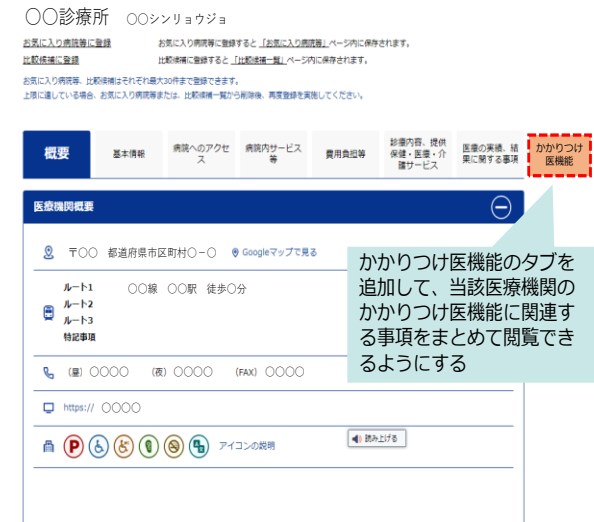 〇〇診療所 〇〇シンリョウジョ
お気に入り病院等に登録 お気に入り病院等に登録すると「お気に入り病院等」ページ内に保存されます。
比較候補に登録 比較候補に登録すると「比較候補一覧」ページ内に保存されます。
お気に入り病院等、比較候補はそれぞれ最大30件まで登録できます。
上限に達している場合、お気に入り病院等または、比較候補一覧から削除後、再度登録を実施してください。
概要
基本情報
病院へのアクセ
ス
病院内サービス
等
費用負担等
診療内容、提供
保健・医療・介
護サービス
医療の実績、結
果に関する事項
かかりつけ
医機能
医療機関概要
〒〇〇 都道府県市区町村〇－〇 Googleマップで見る
ルート1 〇〇線 〇〇駅 徒歩〇分
ルート2
ルート3
特記事項
かかりつけ医機能のタブを
追加して、当該医療機関の
かかりつけ医機能に関連す
る事項をまとめて閲覧でき
るようにする
（昼）〇〇〇〇 （夜）〇〇〇〇 （FAX）〇〇〇〇
https:// 〇〇〇〇
P アイコンの説明
読み上げる